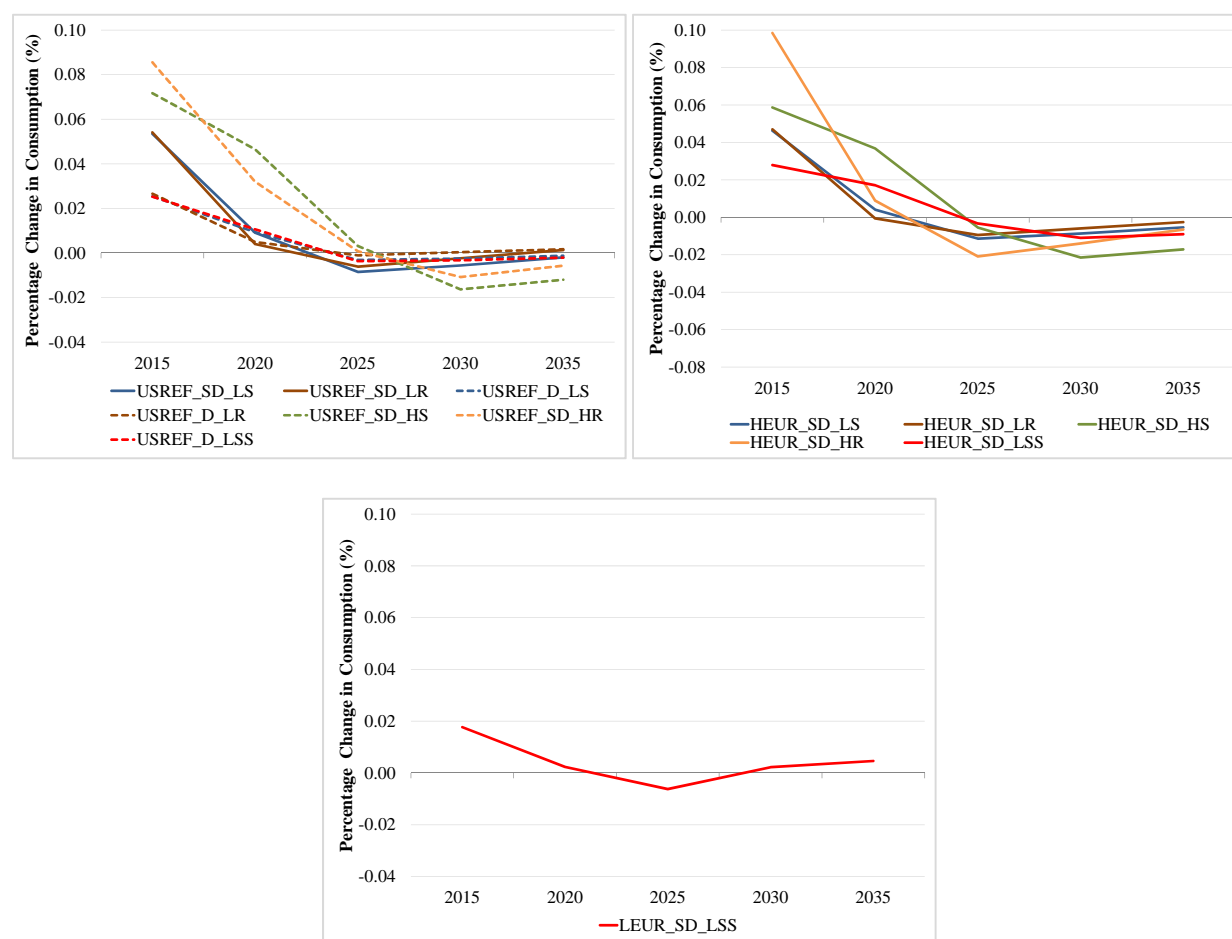 Percentage Change in Consumption (%)
0.10
0.08
0.06
0.04
0.02
0.00
-0.02
-0.04
2015 2020 2025 2030 2035
USREF_SD_LS USREF_SD_LR USREF_D_LS
USREF_D_LR USREF_SD_HS USREF_SD_HR
USREF_D_LSS
Percentage Change in Consumption (%)
0.10
0.08
0.06
0.04
0.02
0.00
-0.02
-0.04
-0.06
-0.08
2015 2020 2025 2030 2035
HEUR_SD_LS HEUR_SD_LR HEUR_SD_HS
HEUR_SD_HR HEUR_SD_LSS
Percentage Change in Consumption (%)
0.10
0.08
0.06
0.04
0.02
0.00
-0.02
-0.04
2015 2020 2025 2030 2035
LEUR_SD_LSS